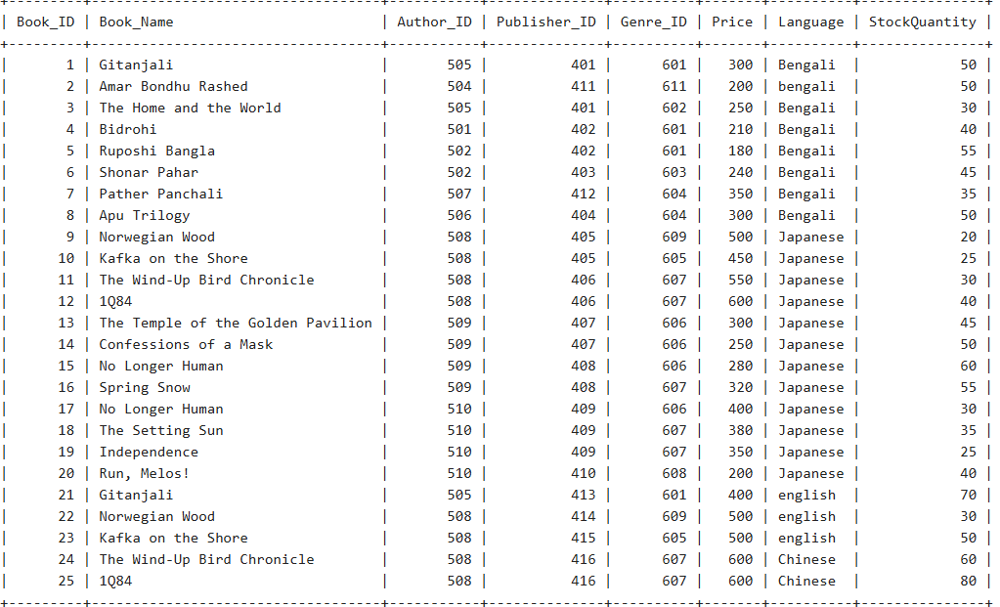 | Book_ID | Book_Name | Author_ID | Publisher_ID | Genre_ID | Price | Language | StockQuantity |
| 1 | Gitanjali | 505 | 401 | 601 | 300 | Bengali | 50 |
| 2 | Amar Bondhu Rashed | 504 | 411 | 611 | 200 | bengali | 50 |
| 3 | The Home and the World | 505 | 401 | 602 | 250 | Bengali | 30 |
| 4 | Bidrohi | 501 | 402 | 601 | 210 | Bengali | 40 |
| 5 | Ruposhi Bangla | 502 | 402 | 601 | 180 | Bengali | 55 |
| 6 | Shonar Pahar | 502 | 403 | 603 | 240 | Bengali | 45 |
| 7 | Pather Panchali | 507 | 412 | 604 | 350 | Bengali | 35 |
| 8 | Apu Trilogy | 506 | 404 | 604 | 300 | Bengali | 50 |
| 9 | Norwegian Wood | 508 | 405 | 609 | 500 | Japanese | 20 |
| 10 | Kafka on the Shore | 508 | 405 | 605 | 450 | Japanese | 25 |
| 11 | The Wind-Up Bird Chronicle | 508 | 406 | 607 | 550 | Japanese | 30 |
| 12 | 1Q84 | 508 | 406 | 607 | 600 | Japanese | 40 |
| 13 | The Temple of the Golden Pavilion | 509 | 407 | 606 | 300 | Japanese | 45 |
| 14 | Confessions of a Mask | 509 | 407 | 606 | 250 | Japanese | 50 |
| 15 | No Longer Human | 509 | 408 | 606 | 280 | Japanese | 60 |
| 16 | Spring Snow | 509 | 408 | 607 | 320 | Japanese | 55 |
| 17 | No Longer Human | 510 | 409 | 606 | 400 | Japanese | 30 |
| 18 | The Setting Sun | 510 | 409 | 607 | 380 | Japanese | 35 |
| 19 | Independence | 510 | 409 | 607 | 350 | Japanese | 25 |
| 20 | Run, Melos! | 510 | 410 | 608 | 200 | Japanese | 40 |
| 21 | Gitanjali | 505 | 413 | 601 | 400 | english | 70 |
| 22 | Norwegian Wood | 508 | 414 | 609 | 500 | english | 30 |
| 23 | Kafka on the Shore | 508 | 415 | 605 | 500 | english | 50 |
| 24 | The Wind-Up Bird Chronicle | 508 | 416 | 607 | 600 | Chinese | 60 |
| 25 | 1Q84 | 508 | 416 | 607 | 600 | Chinese | 80 |